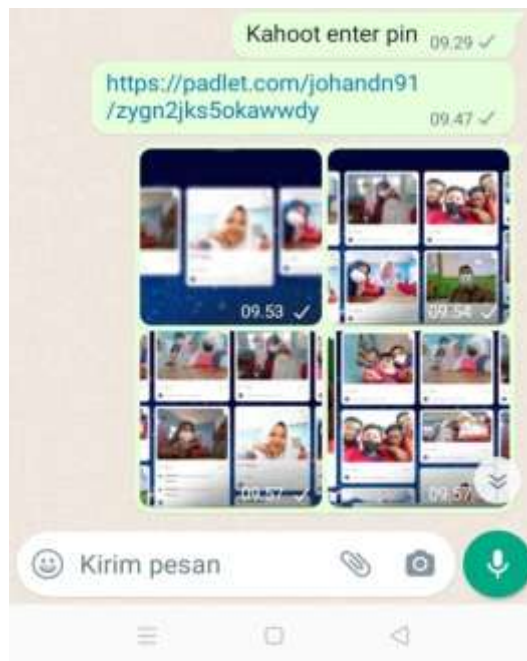 Kahoot enter pin 09.29
https://padlet.com/johandn91
/zygn2jks5okawwdy 09.47
09.53 09.54
09.57 09.57
Kirim pesan